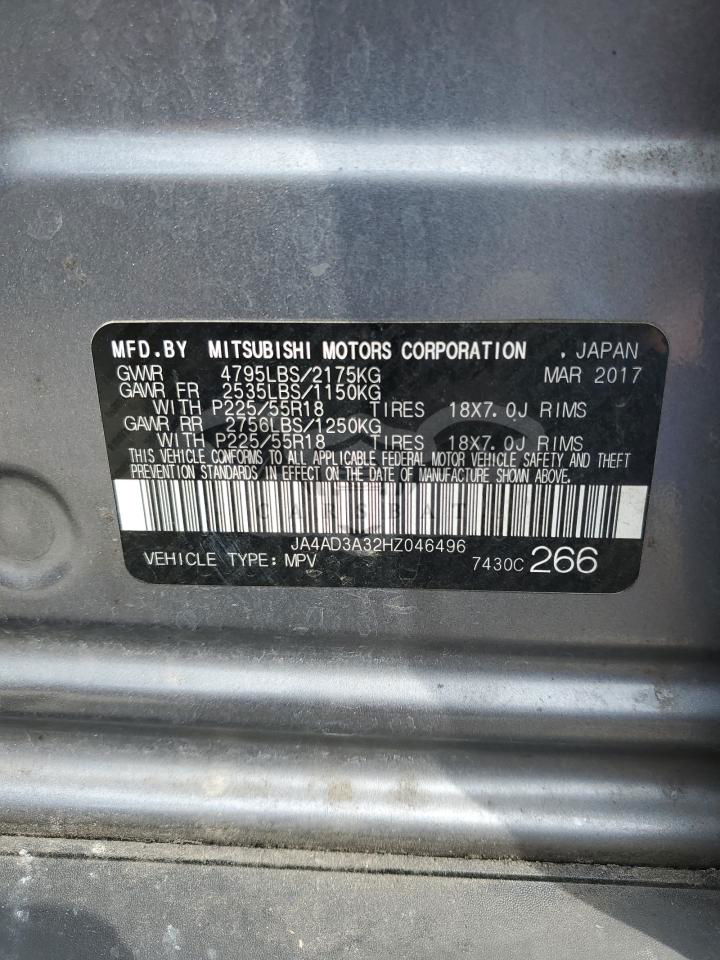 MFD.BY MITSUBISHI MOTORS CORPORATION . JAPAN
GVWR 4795LBS/2175KG MAR 2017
GAWR FR 2535LBS/1150KG
WITH P225/55R18 TIRES 18X7.0J RIMS
GAWR RR 2756LBS/1250KG
WITH P225/55R18 TIRES 18X7.0J RIMS
THIS VEHICLE CONFORMS TO ALL APPLICABLE FEDERAL MOTOR VEHICLE SAFETY AND THEFT
PREVENTION STANDARDS IN EFFECT ON THE DATE OF MANUFACTURE SHOWN ABOVE.
CARSBAT
JA4AD3A32HZ046496
VEHICLE TYPE: MPV 7430C 266